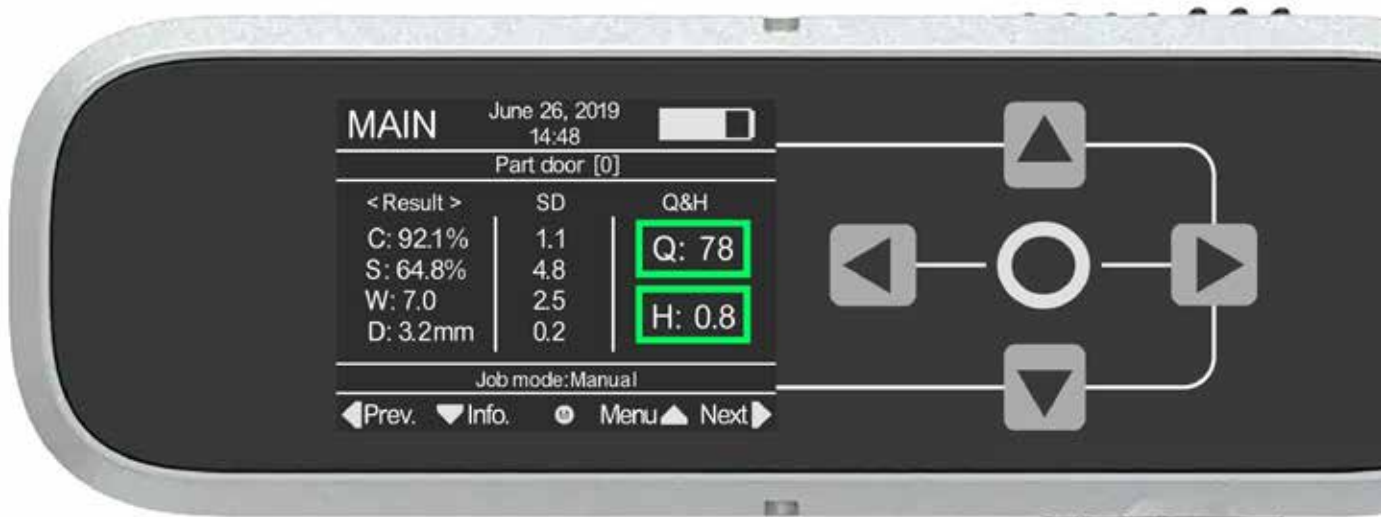 MAIN
June 26, 2019
14:48
Part door [0]
<Result> SD Q&H
C: 92.1% 1.1 Q: 78
S: 64.8% 4.8
W: 7.0 2.5 H: 0.8
D: 3.2mm 0.2
Job mode:Manual
Prev. Info. Menu Next